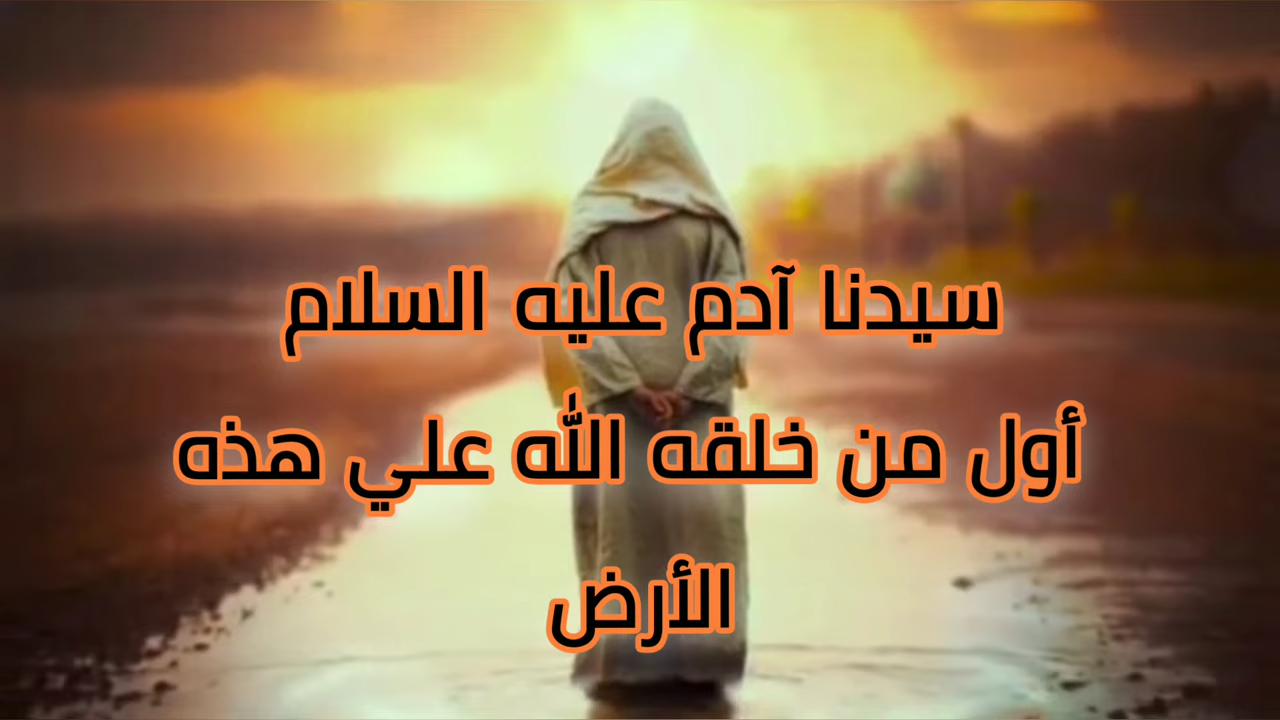 سيدنا آدم عليه السلام
أول من خلقه الله علي هذه
الأرض